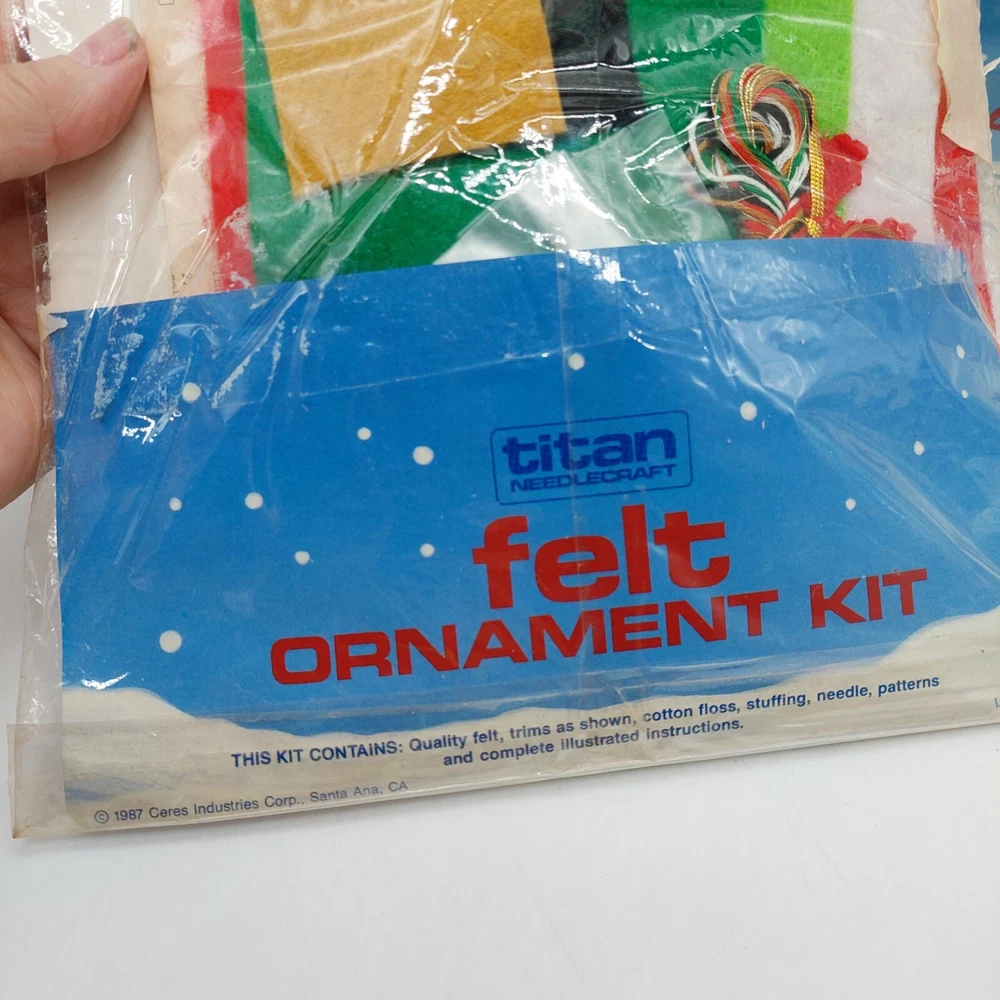 titan
NEEDLECRAFT
felt
ORNAMENT KIT
THIS KIT CONTAINS: Quality felt, trims as shown, cotton floss, stuffing, needle, patterns
and complete illustrated instructions.
© 1987 Ceres Industries Corp., Santa Ana, CA